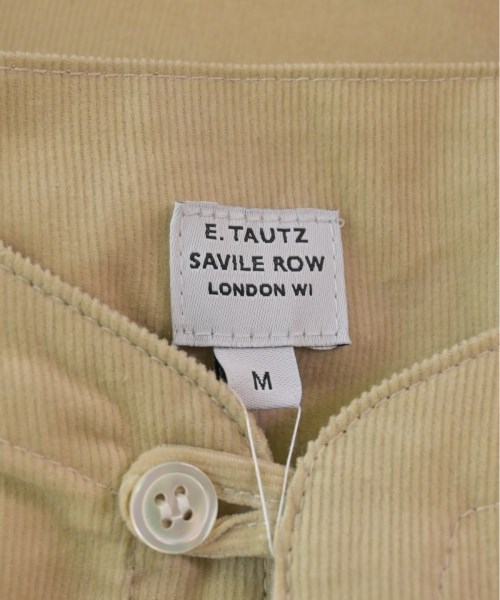 E. TAUTZ
SAVILE ROW
LONDON W1
M